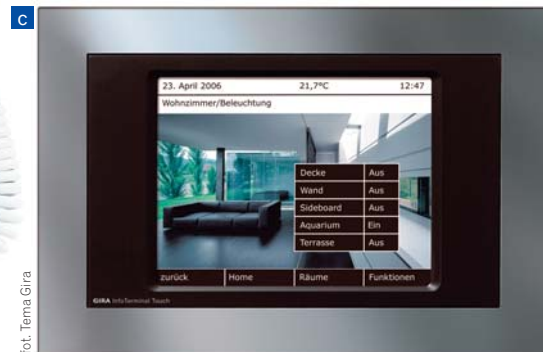 c
23. April 2006 21,7°C 12:47
Wohnzimmer/Beleuchtung
Decke Aus
Wand Aus
Sideboard Aus
Aquarium Ein
Terrasse Aus
zurück Home Räume Funktionen
GIRA InfoTerminal Touch
fot. Tema Gira